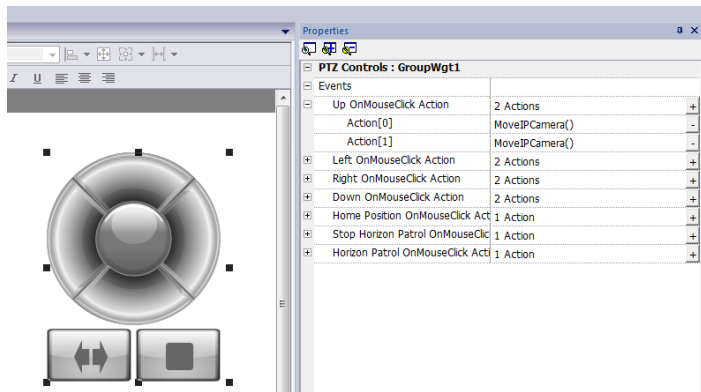 Properties
I U
PTZ Controls : GroupWgt1
Events
Up OnMouseClick Action 2 Actions +
Action[0] MoveIPCamera() -
Action[1] MoveIPCamera() -
Left OnMouseClick Action 2 Actions +
Right OnMouseClick Action 2 Actions +
Down OnMouseClick Action 2 Actions +
Home Position OnMouseClick Act 1 Action +
Stop Horizon Patrol OnMouseClic 1 Action +
Horizon Patrol OnMouseClick Acti 1 Action +